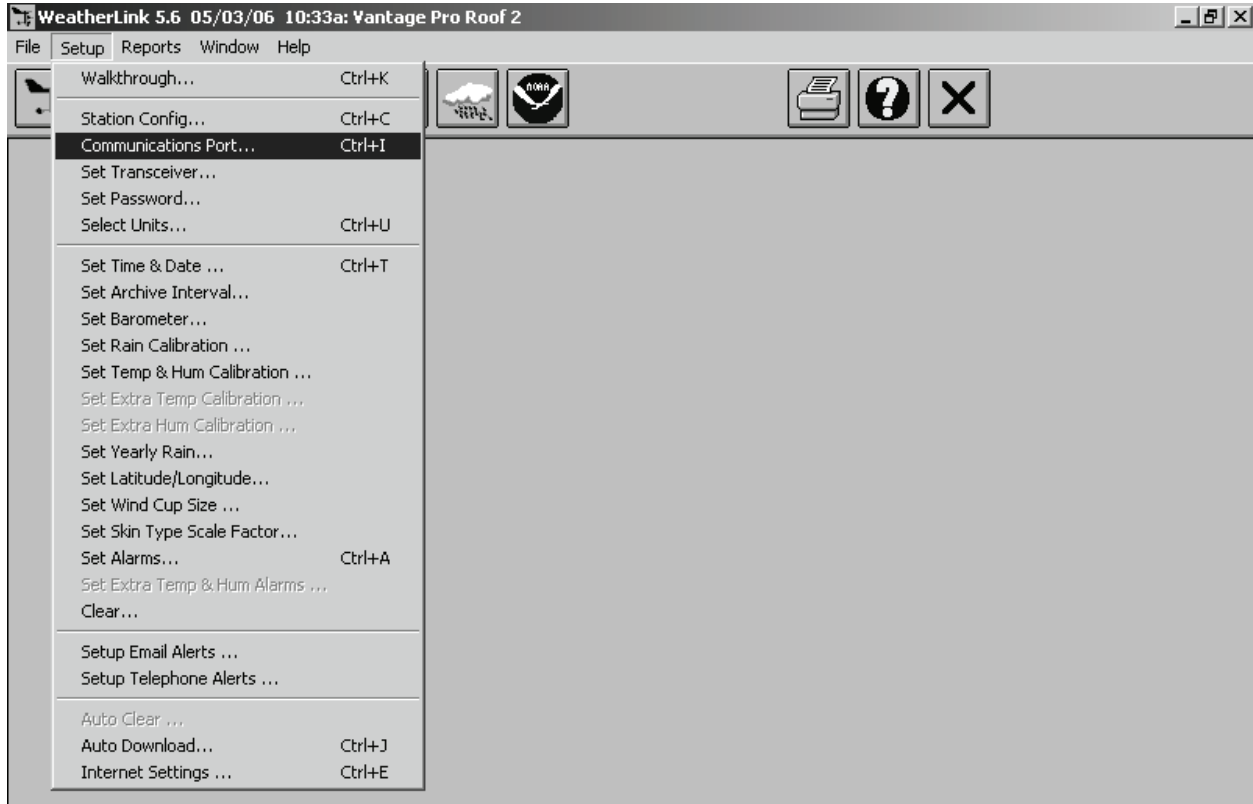 WeatherLink 5.6 05/03/06 10:33a: Vantage Pro Roof 2
File Setup Reports Window Help
Walkthrough... Ctrl+K
NOAA
?
Station Config... Ctrl+C
Communications Port... Ctrl+I
Set Transceiver...
Set Password...
Select Units... Ctrl+U
Set Time & Date ... Ctrl+T
Set Archive Interval...
Set Barometer...
Set Rain Calibration ...
Set Temp & Hum Calibration ...
Set Extra Temp Calibration ...
Set Extra Hum Calibration ...
Set Yearly Rain...
Set Latitude/Longitude...
Set Wind Cup Size ...
Set Skin Type Scale Factor...
Set Alarms... Ctrl+A
Set Extra Temp & Hum Alarms ...
Clear...
Setup Email Alerts ...
Setup Telephone Alerts ...
Auto Clear ...
Auto Download... Ctrl+J
Internet Settings ... Ctrl+E